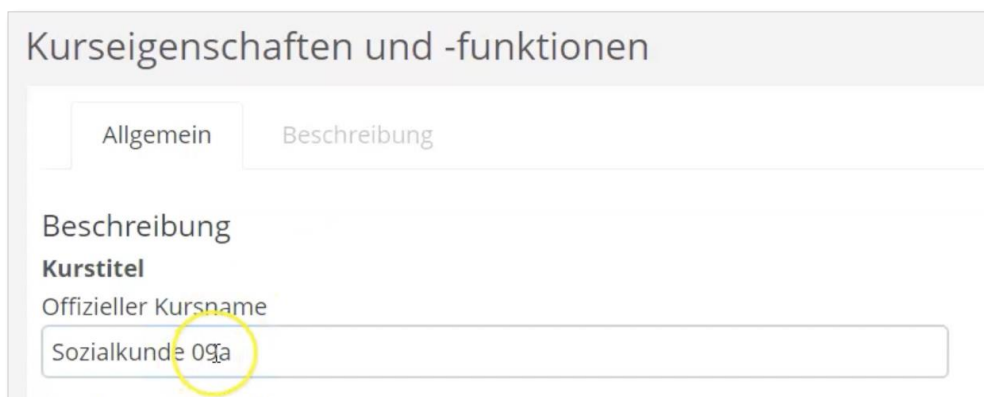 Kurseigenschaften und -funktionen
Allgemein Beschreibung
Beschreibung
Kurstitel
Offizieller Kursname
Sozialkunde 09a